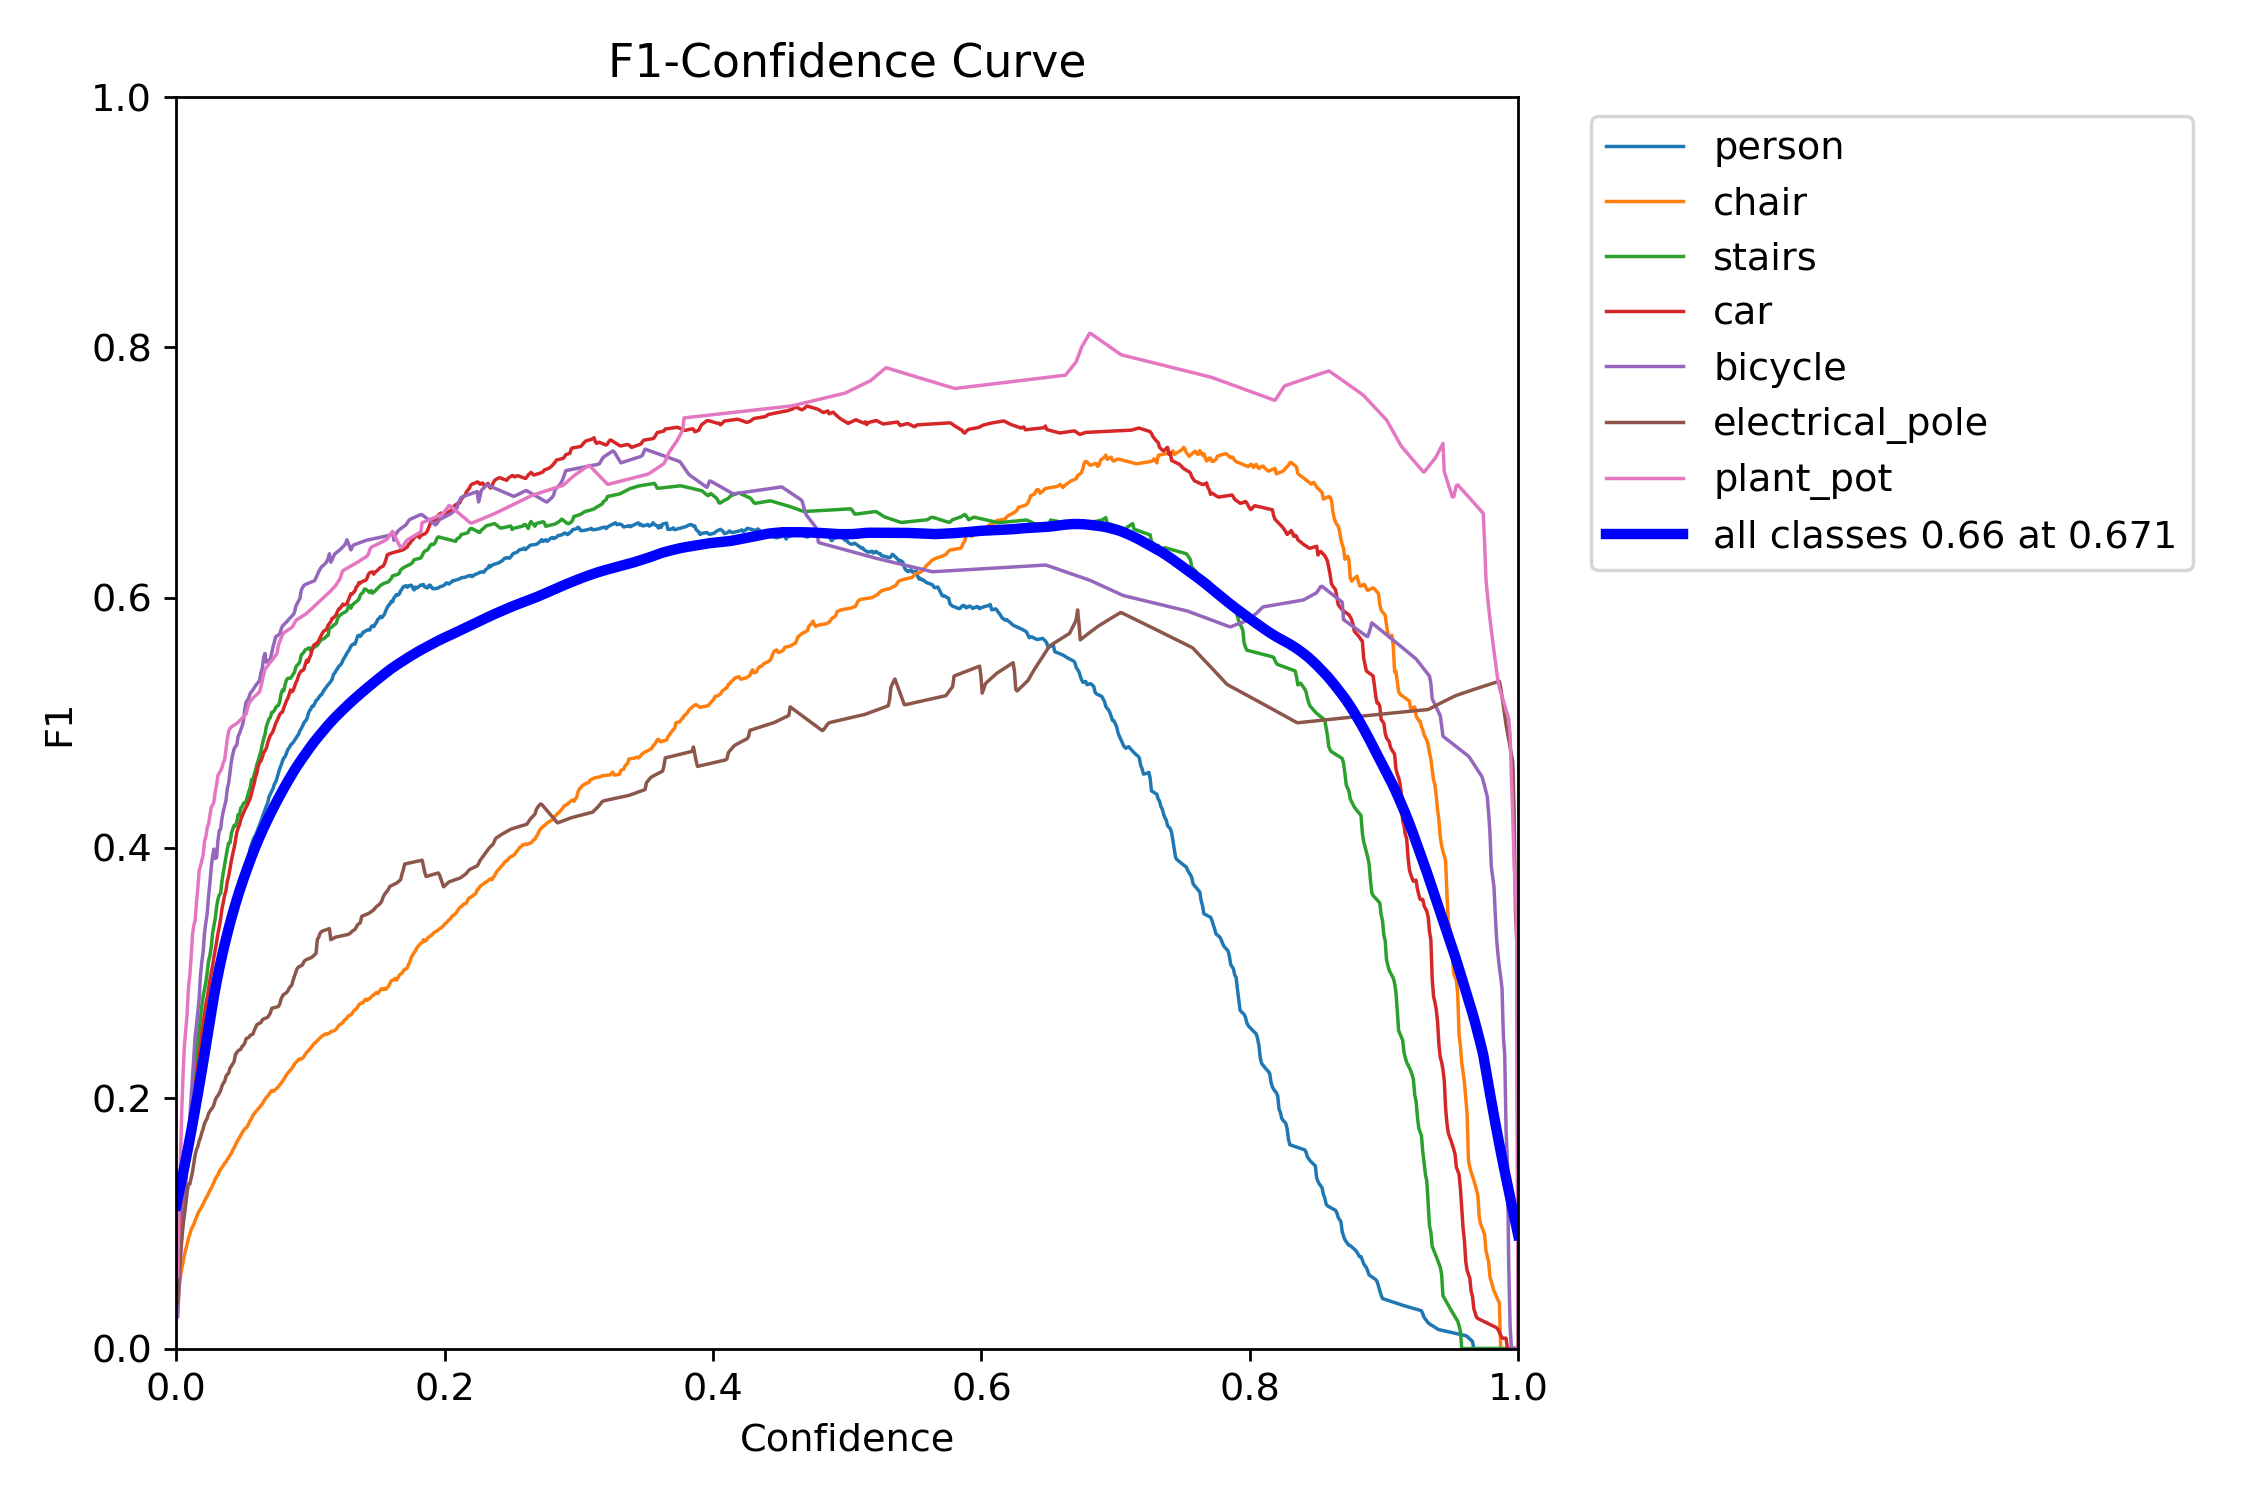 F1-Confidence Curve
1.0
0.8
0.6
0.4
0.2
0.0
F1
0.0 0.2 0.4 0.6 0.8 1.0
Confidence
person
chair
stairs
car
bicycle
electrical_pole
plant_pot
all classes 0.66 at 0.671